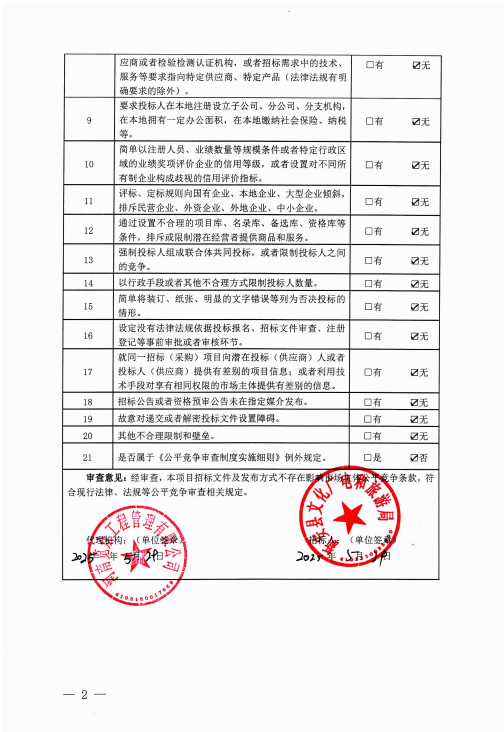 应商或者检验检测认证机构，或者招标需求中的技术、
服务等要求指向特定供应商、特定产品（法律法规有明
确要求的除外）。
□有 ☑无
9
要求投标人在本地注册设立子公司、分公司、分支机构，
在本地拥有一定办公面积，在本地缴纳社会保险、纳税
等。
□有 ☑无
10
简单以注册人员、业绩数量等规模条件或者特定行政区
域的业绩奖项评价企业的信用等级，或者设置对不同所
有制企业构成歧视的信用评价指标。
□有 ☑无
11
评标、定标规则向国有企业、本地企业、大型企业倾斜，
排斥民营企业、外资企业、外地企业、中小企业。
□有 ☑无
12
通过设置不合理的项目库、名录库、备选库、资格库等
条件，排斥或限制潜在经营者提供商品和服务。
□有 ☑无
13
强制投标人组成联合体共同投标，或者限制投标人之间
的竞争。
□有 ☑无
14
以行政手段或者其他不合理方式限制投标人数量。
□有 ☑无
15
简单将装订、纸张、明显的文字错误等列为否决投标的
情形。
□有 ☑无
16
设定没有法律法规依据投标报名、招标文件审查、注册
登记等事前审批或者审核环节。
□有 ☑无
17
就同一招标（采购）项目向潜在投标（供应商）人或者
投标人（供应商）提供有差别的项目信息；或者利用技
术手段对享有相同权限的市场主体提供有差别的信息。
□有 ☑无
18
招标公告或者资格预审公告未在指定媒介发布。
□有 ☑无
19
故意对递交或者解密投标文件设置障碍。
□有 ☑无
20
其他不合理限制和壁垒。
□有 ☑无
21
是否属于《公平竞争审查制度实施细则》例外规定。
□是 ☑否
审查意见：经审查，本项目招标文件及发布方式不存在影响市场主体公平竞争条款，符
合现行法律、法规等公平竞争审查相关规定。
代理机构：（单位签章）
2025年5月29日
工程管理有限公司
招标人：（单位签章）
2025年5月29日
县文化广电和旅游局
— 2 —